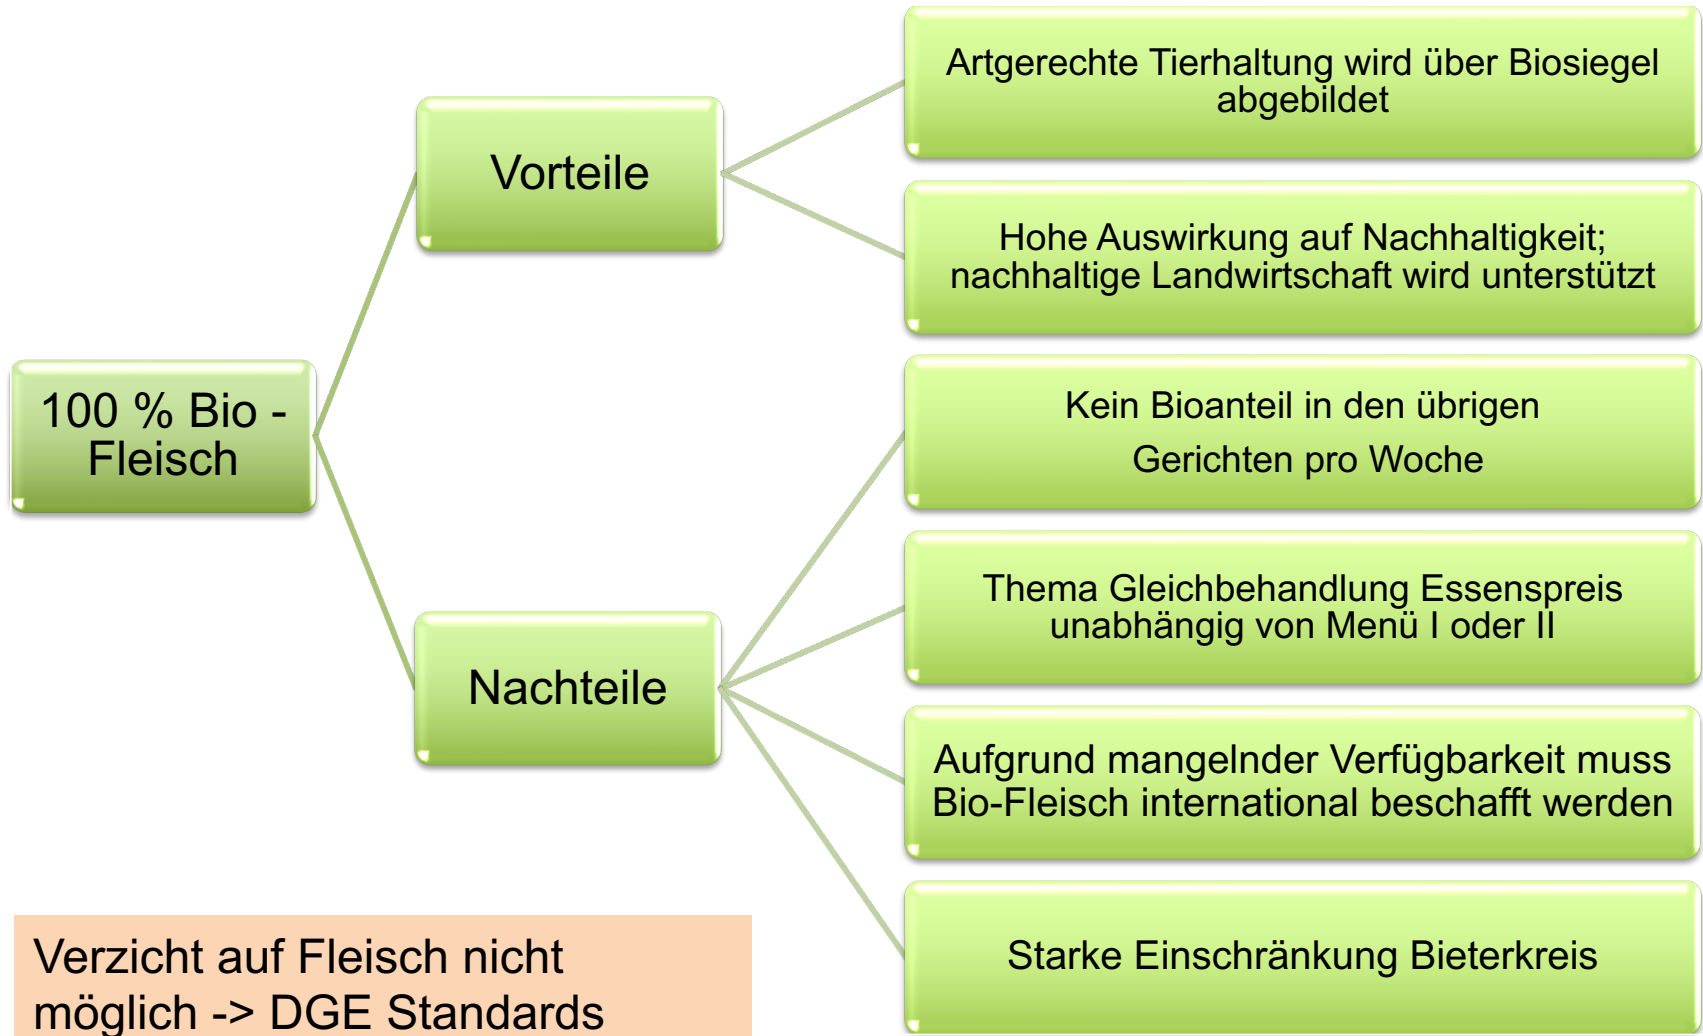 100 % Bio -
Fleisch
Vorteile
Artgerechte Tierhaltung wird über Biosiegel
abgebildet
Hohe Auswirkung auf Nachhaltigkeit;
nachhaltige Landwirtschaft wird unterstützt
Nachteile
Kein Bioanteil in den übrigen
Gerichten pro Woche
Thema Gleichbehandlung Essenspreis
unabhängig von Menü I oder II
Aufgrund mangelnder Verfügbarkeit muss
Bio-Fleisch international beschafft werden
Starke Einschränkung Bieterkreis
Verzicht auf Fleisch nicht
möglich -> DGE Standards